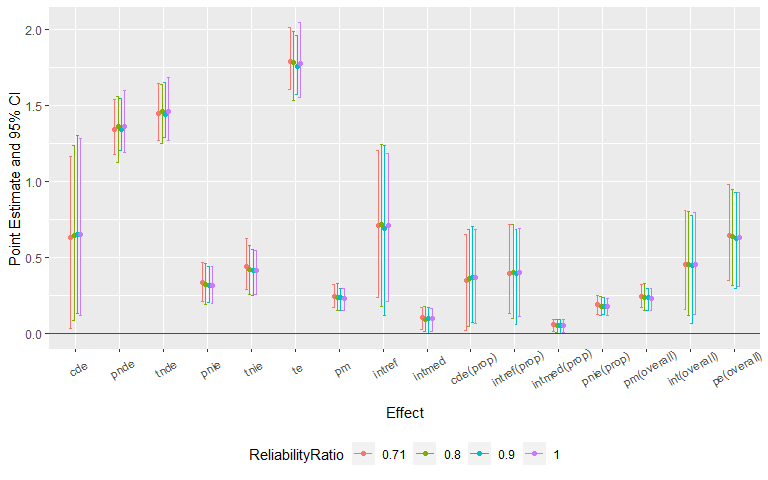 2.0
1.5
1.0
0.5
0.0
Point Estimate and 95% CI
cde pnde tnde pnie tnie te pm intref intmed cde(prop) intref(prop) intmed(prop) pnie(prop) pm(overall) int(overall) pe(overall)
Effect
ReliabilityRatio 0.71 0.8 0.9 1